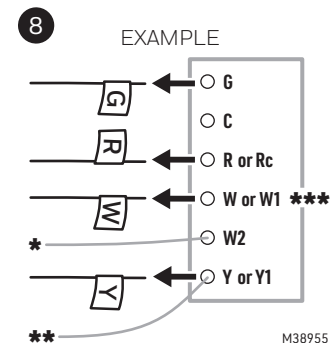 8
EXAMPLE
G G
C
R R or Rc
W W or W1 ***
* W2
Y Y or Y1
**
M38955